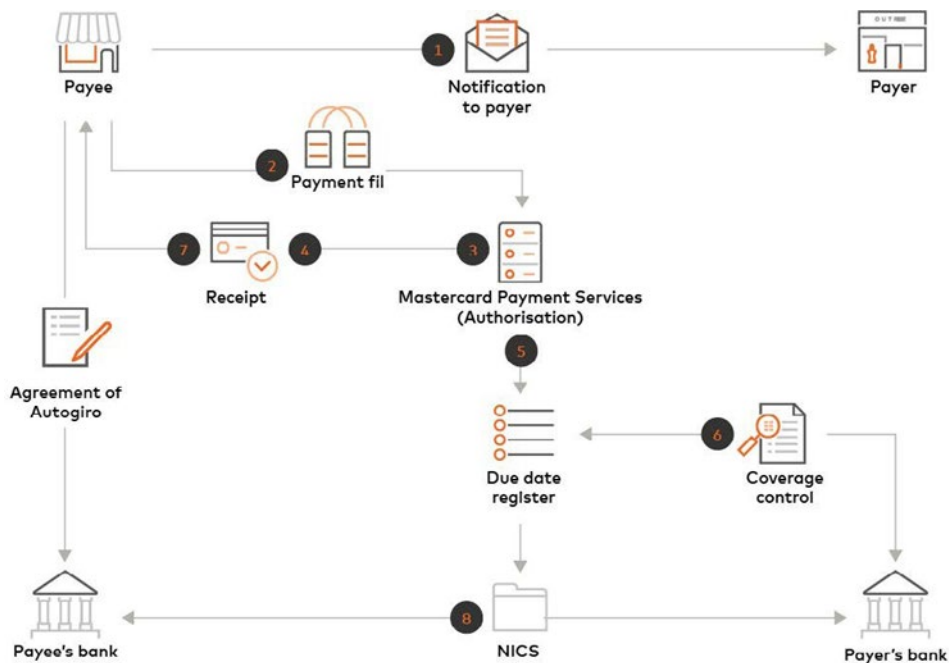 OUTREE
1
Payee
Notification
to payer
Payer
2
Payment fil
7
4
3
Receipt
Mastercard Payment Services
(Authorisation)
5
Agreement of
Autogiro
6
Due date
register
Coverage
control
8
Payee's bank
NICS
Payer's bank